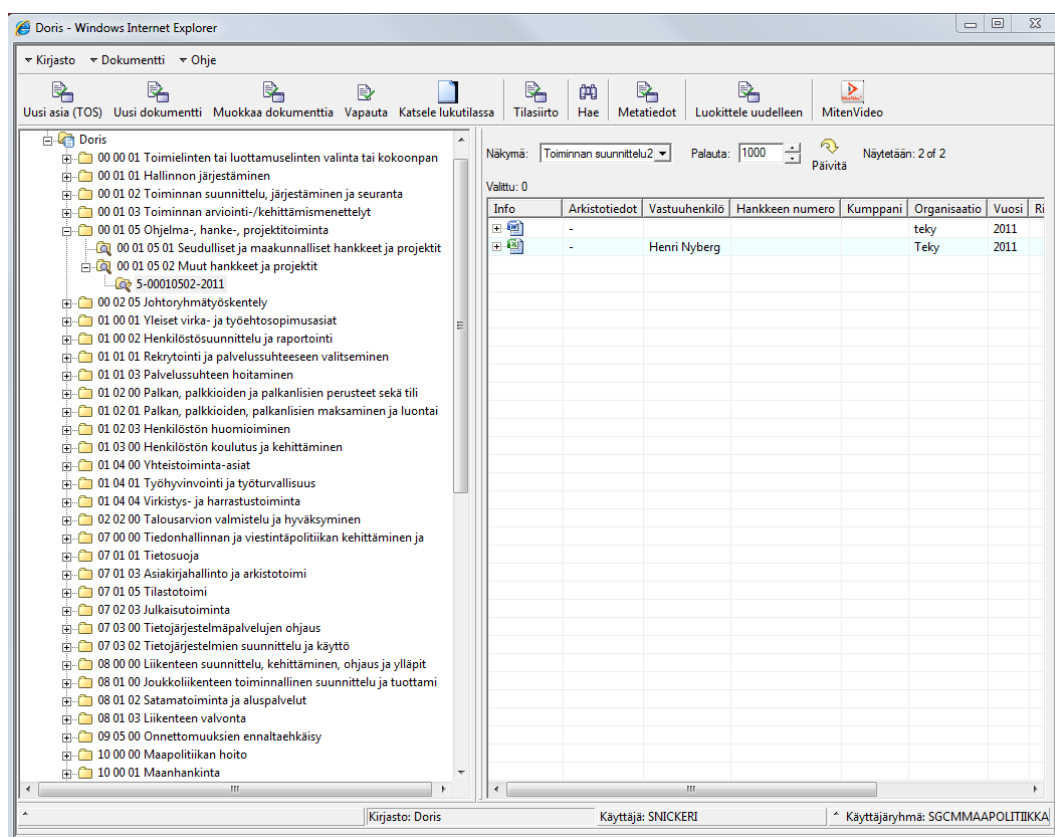 Doris - Windows Internet Explorer
Kirjasto Dokumentti Ohje
Uusi asia (TOS) Uusi dokumentti Muokkaa dokumenttia Vapauta Katsele lukutilassa Tilasiirto Hae Metatiedot Luokittele uudelleen MitenVideo
Doris
00 00 01 Toimielinten tai luottamuselinten valinta tai kokoonpan
00 01 01 Hallinnon järjestäminen
00 01 02 Toiminnan suunnittelu, järjestäminen ja seuranta
00 01 03 Toiminnan arviointi-/kehittämismenettelyt
00 01 05 Ohjelma-, hanke-, projektitoiminta
00 01 05 01 Seudulliset ja maakunnalliset hankkeet ja projektit
00 01 05 02 Muut hankkeet ja projektit
5-00010502-2011
00 02 05 Johtoryhmätyöskentely
01 00 01 Yleiset virka- ja työehtosopimusasiat
01 00 02 Henkilöstösuunnittelu ja raportointi
01 01 01 Rekrytointi ja palvelussuhteeseen valitseminen
01 01 03 Palvelussuhteen hoitaminen
01 02 00 Palkan, palkkioiden ja palkanlisien perusteet sekä tili
01 02 01 Palkan, palkkioiden, palkanlisien maksaminen ja luontai
01 02 03 Henkilöstön huomioiminen
01 03 00 Henkilöstön koulutus ja kehittäminen
01 04 00 Yhteistoiminta-asiat
01 04 01 Työhyvinvointi ja työturvallisuus
01 04 04 Virkistys- ja harrastustoiminta
02 02 00 Talousarvion valmistelu ja hyväksyminen
07 00 00 Tiedonhallinnan ja viestintäpolitiikan kehittäminen ja
07 01 01 Tietosuoja
07 01 03 Asiakirjahallinto ja arkistotoimi
07 01 05 Tilastotoimi
07 02 03 Julkaisutoiminta
07 03 00 Tietojärjestelmäpalvelujen ohjaus
07 03 02 Tietojärjestelmien suunnittelu ja käyttö
08 00 00 Liikenteen suunnittelu, kehittäminen, ohjaus ja ylläpit
08 01 00 Joukkoliikenteen toiminnallinen suunnittelu ja tuottami
08 01 02 Satamatoiminta ja aluspalvelut
08 01 03 Liikenteen valvonta
09 05 00 Onnettomuuksien ennaltaehkäisy
10 00 00 Maapolitiikan hoito
10 00 01 Maanhankinta
Näkymä: Toiminnan suunnittelu2 Palauta: 1000 Päivitä Näytetään: 2 of 2
Valittu: 0
Info Arkistotiedot Vastuuhenkilö Hankkeen numero Kumppani Organisaatio Vuosi Ri
- teky 2011
- Henri Nyberg Teky 2011
Kirjasto: Doris Käyttäjä: SNICKERI Käyttäjäryhmä: SGCMMAAPOLITIIKKA